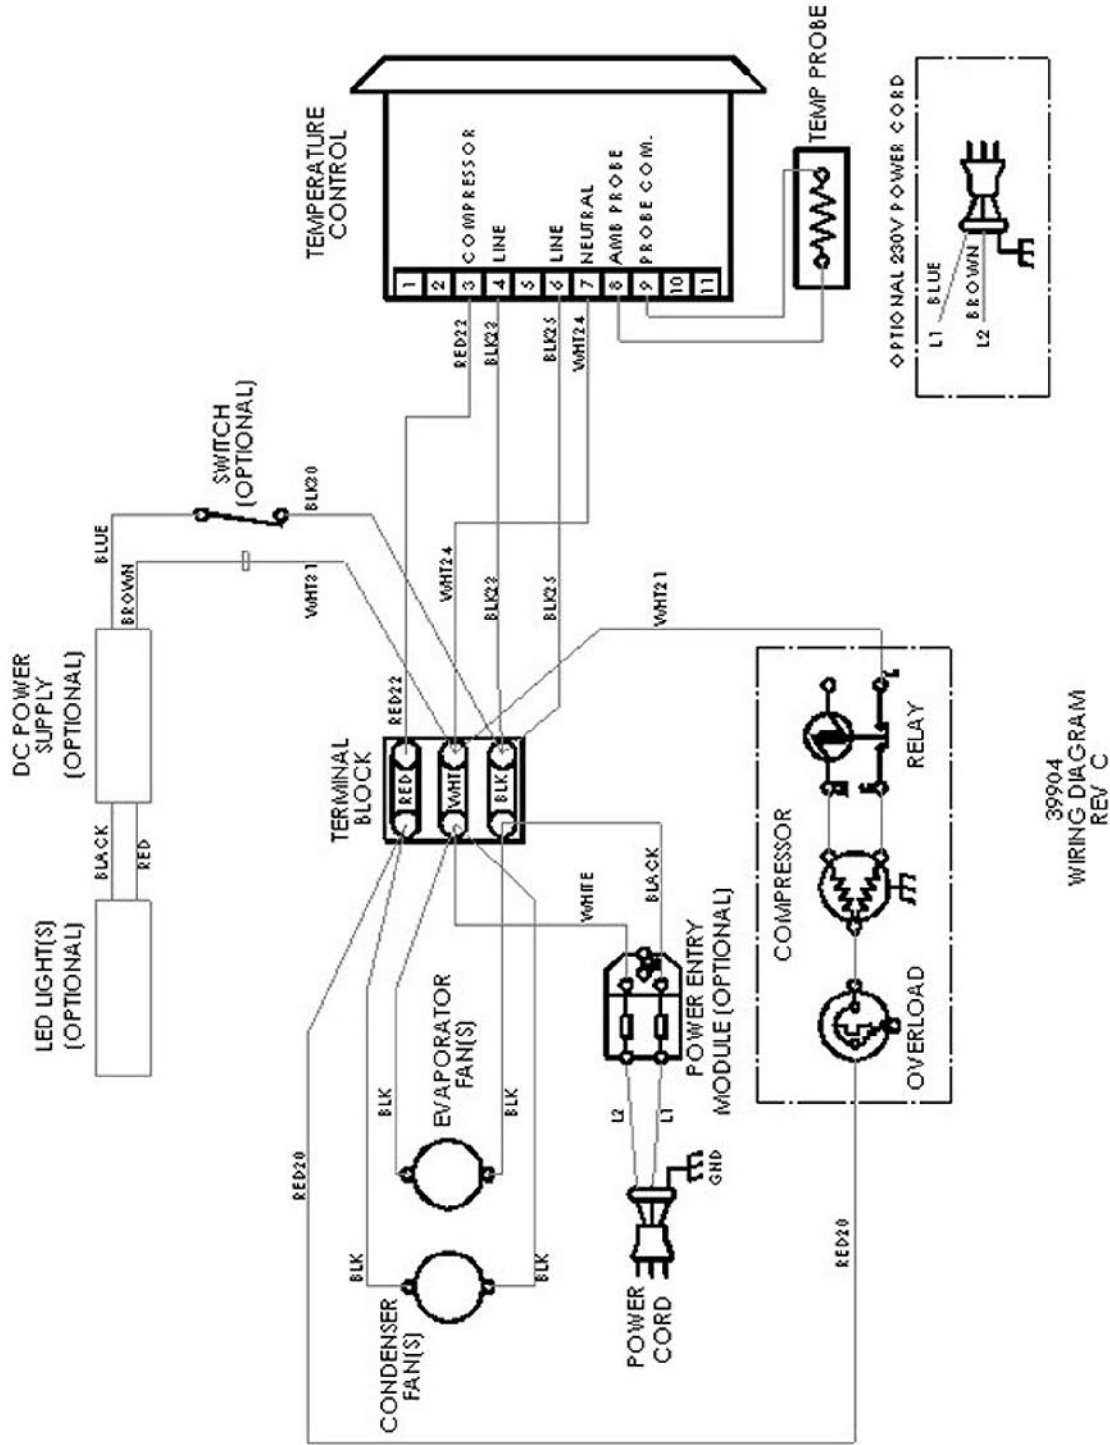 DC POWER
SUPPLY
(OPTIONAL)
LED LIGHT(S)
(OPTIONAL)
BLACK
RED
BLUE
BROWN
SWITCH
(OPTIONAL)
BLK20
WHT21
TEMPERATURE
CONTROL
1
2
3 COMPRESSOR
4 LINE
5
6 LINE
7 NEUTRAL
8 AMB PROBE
9 PROBE COM.
10
11
RED22
BLK23
BLK25
WHT24
TEMP PROBE
OPTIONAL 230V POWER CORD
L1 BLUE
L2 BROWN
TERMINAL
BLOCK
RED
WHT
BLK
RED22
WHT24
BLK23
BLK25
WHT21
EVAPORATOR
FAN(S)
BLK
BLK
CONDENSER
FAN(S)
BLK
BLK
RED20
WHITE
BLACK
POWER ENTRY
MODULE (OPTIONAL)
L2
L1
GND
POWER
CORD
COMPRESSOR
RELAY
OVERLOAD
RED20
39904
WIRING DIAGRAM
REV C